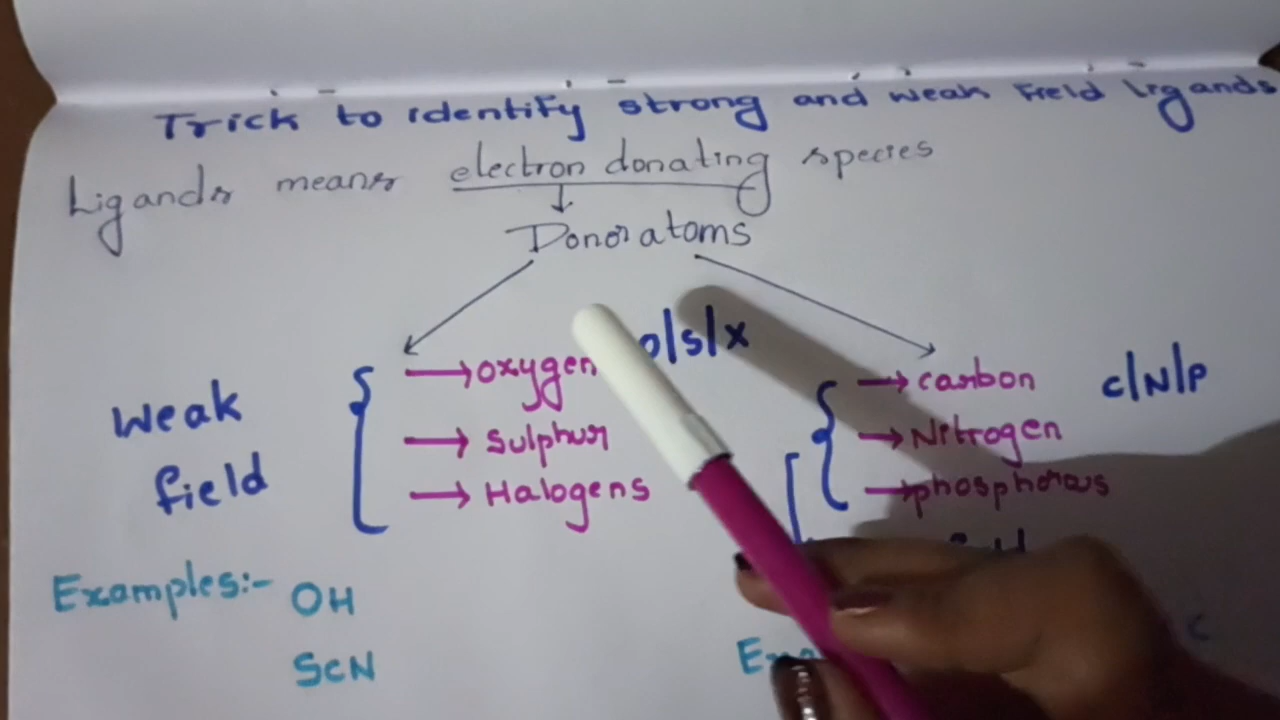 Trick to identify strong and weak field ligands
Ligands means electron donating species
Donor atoms
oxygen o/s/x
Sulphur
Halogens
Weak
field
carbon c/N/p
Nitrogen
phosphorous
Examples:- OH
SCN